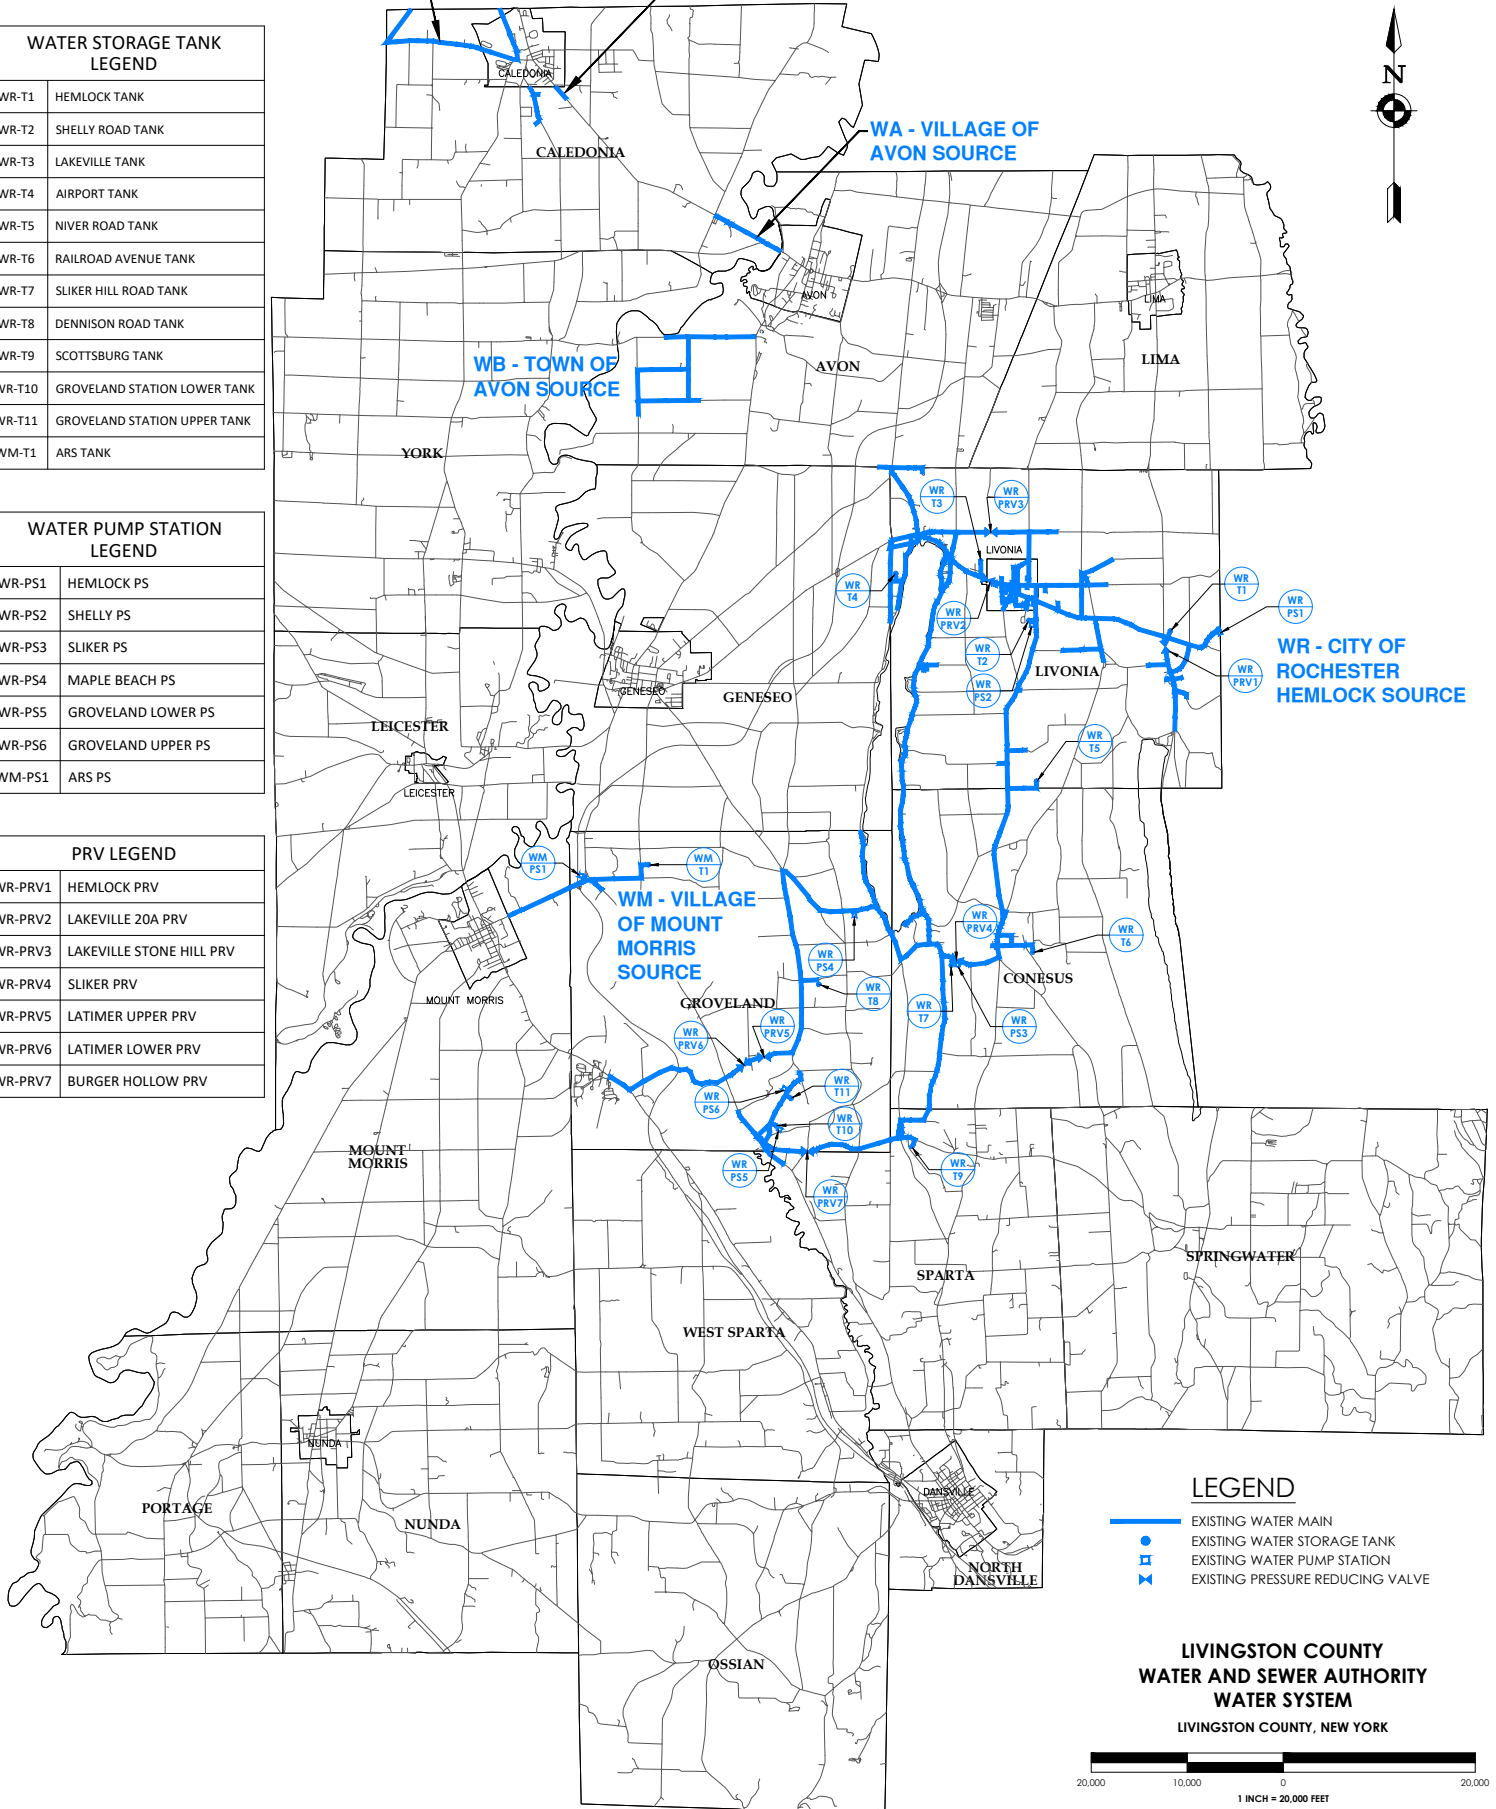 WATER STORAGE TANK
LEGEND
WR-T1 HEMLOCK TANK
WR-T2 SHELLY ROAD TANK
WR-T3 LAKEVILLE TANK
WR-T4 AIRPORT TANK
WR-T5 NIVER ROAD TANK
WR-T6 RAILROAD AVENUE TANK
WR-T7 SLIKER HILL ROAD TANK
WR-T8 DENNISON ROAD TANK
WR-T9 SCOTTSBURG TANK
WR-T10 GROVELAND STATION LOWER TANK
WR-T11 GROVELAND STATION UPPER TANK
WM-T1 ARS TANK
WATER PUMP STATION
LEGEND
WR-PS1 HEMLOCK PS
WR-PS2 SHELLY PS
WR-PS3 SLIKER PS
WR-PS4 MAPLE BEACH PS
WR-PS5 GROVELAND LOWER PS
WR-PS6 GROVELAND UPPER PS
WM-PS1 ARS PS
PRV LEGEND
WR-PRV1 HEMLOCK PRV
WR-PRV2 LAKEVILLE 20A PRV
WR-PRV3 LAKEVILLE STONE HILL PRV
WR-PRV4 SLIKER PRV
WR-PRV5 LATIMER UPPER PRV
WR-PRV6 LATIMER LOWER PRV
WR-PRV7 BURGER HOLLOW PRV
N
CALEDONIA
CALEDONIA
WA - VILLAGE OF
AVON SOURCE
AVON
LIMA
WB - TOWN OF
AVON SOURCE
AVON
LIMA
YORK
WR
T3
WR
PRV3
LIVONIA
WR
T4
WR
PRV2
WR
T1
WR
PS1
WR
T2
WR
PS2
LIVONIA
WR
PRV1
WR - CITY OF
ROCHESTER
HEMLOCK SOURCE
GENESEO
GENESEO
LEICESTER
LEICESTER
WR
T5
WM
PS1
WM
T1
WM - VILLAGE
OF MOUNT
MORRIS
SOURCE
WR
PRV4
WR
T6
WR
PS4
WR
T8
CONESUS
MOUNT MORRIS
GROVELAND
WR
T7
WR
PS3
WR
PRV6
WR
PRV5
WR
PS6
WR
T11
WR
T10
WR
PS5
WR
T9
WR
PRV7
MOUNT
MORRIS
SPRINGWATER
SPARTA
WEST SPARTA
NUNDA
PORTAGE
NUNDA
DANSVILLE
NORTH
DANSVILLE
OSSIAN
LEGEND
EXISTING WATER MAIN
EXISTING WATER STORAGE TANK
EXISTING WATER PUMP STATION
EXISTING PRESSURE REDUCING VALVE
LIVINGSTON COUNTY
WATER AND SEWER AUTHORITY
WATER SYSTEM
LIVINGSTON COUNTY, NEW YORK
20,000 10,000 0 20,000
1 INCH = 20,000 FEET